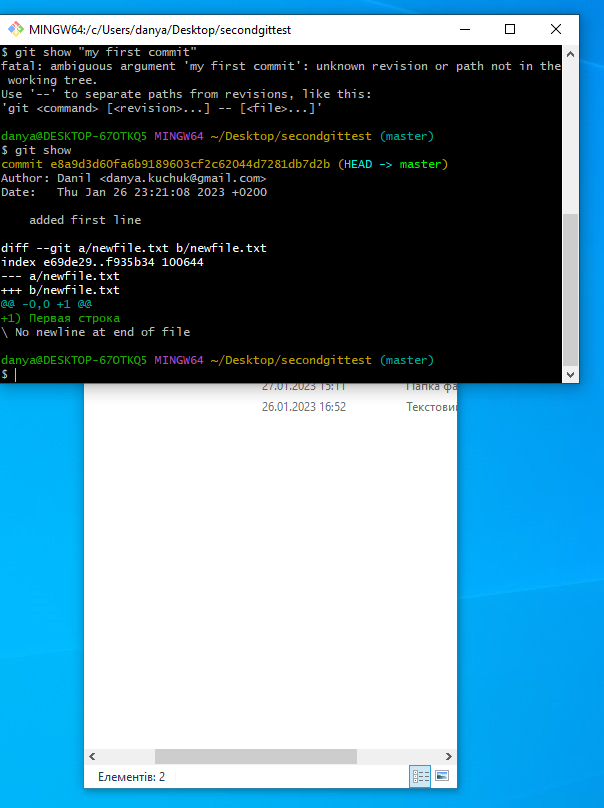 MINGW64:/c/Users/danya/Desktop/secondgittest
$ git show "my first commit"
fatal: ambiguous argument 'my first commit': unknown revision or path not in the
 working tree.
Use '--' to separate paths from revisions, like this:
'git <command> [<revision>...] -- [<file>...]'
danya@DESKTOP-67OTKQ5 MINGW64 ~/Desktop/secondgittest (master)
$ git show
commit e8a9d3d60fa6b9189603cf2c62044d7281db7d2b (HEAD -> master)
Author: Danil <danya.kuchuk@gmail.com>
Date:   Thu Jan 26 23:21:08 2023 +0200
    added first line
diff --git a/newfile.txt b/newfile.txt
index e69de29..f935b34 100644
--- a/newfile.txt
+++ b/newfile.txt
@@ -0,0 +1 @@
+1) Первая строка
\ No newline at end of file
danya@DESKTOP-67OTKQ5 MINGW64 ~/Desktop/secondgittest (master)
$
27.01.2023 15:11 Папка фа
26.01.2023 16:52 Текстови
Елементів: 2